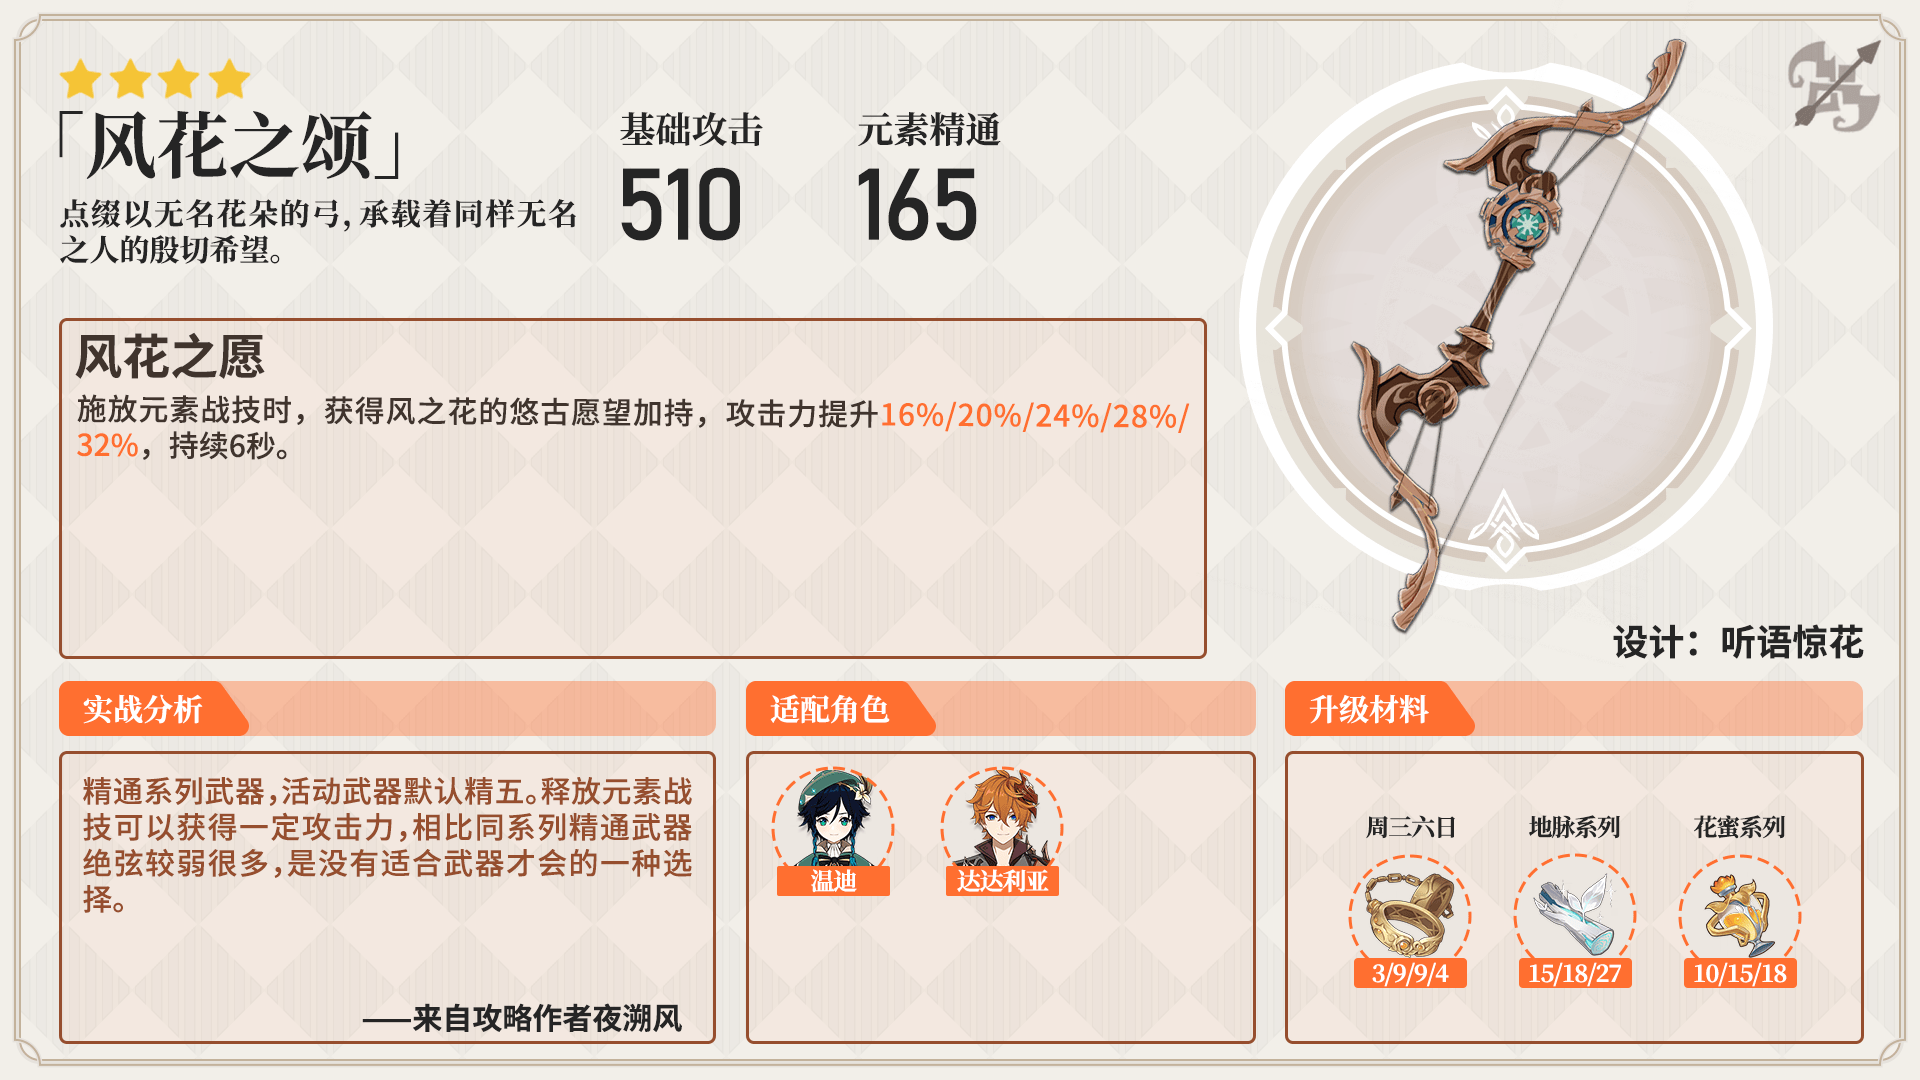 「风花之颂」
点缀以无名花朵的弓，承载着同样无名
之人的殷切希望。
基础攻击
510
元素精通
165
风花之愿
施放元素战技时，获得风之花的悠古愿望加持，攻击力提升16%/20%/24%/28%/
32%，持续6秒。
设计：听语惊花
实战分析
精通系列武器，活动武器默认精五。释放元素战
技可以获得一定攻击力，相比同系列精通武器
绝弦较弱很多，是没有适合武器才会的一种选
择。
——来自攻略作者夜溯风
适配角色
温迪
达达利亚
升级材料
周三六日
3/9/9/4
地脉系列
15/18/27
花蜜系列
10/15/18